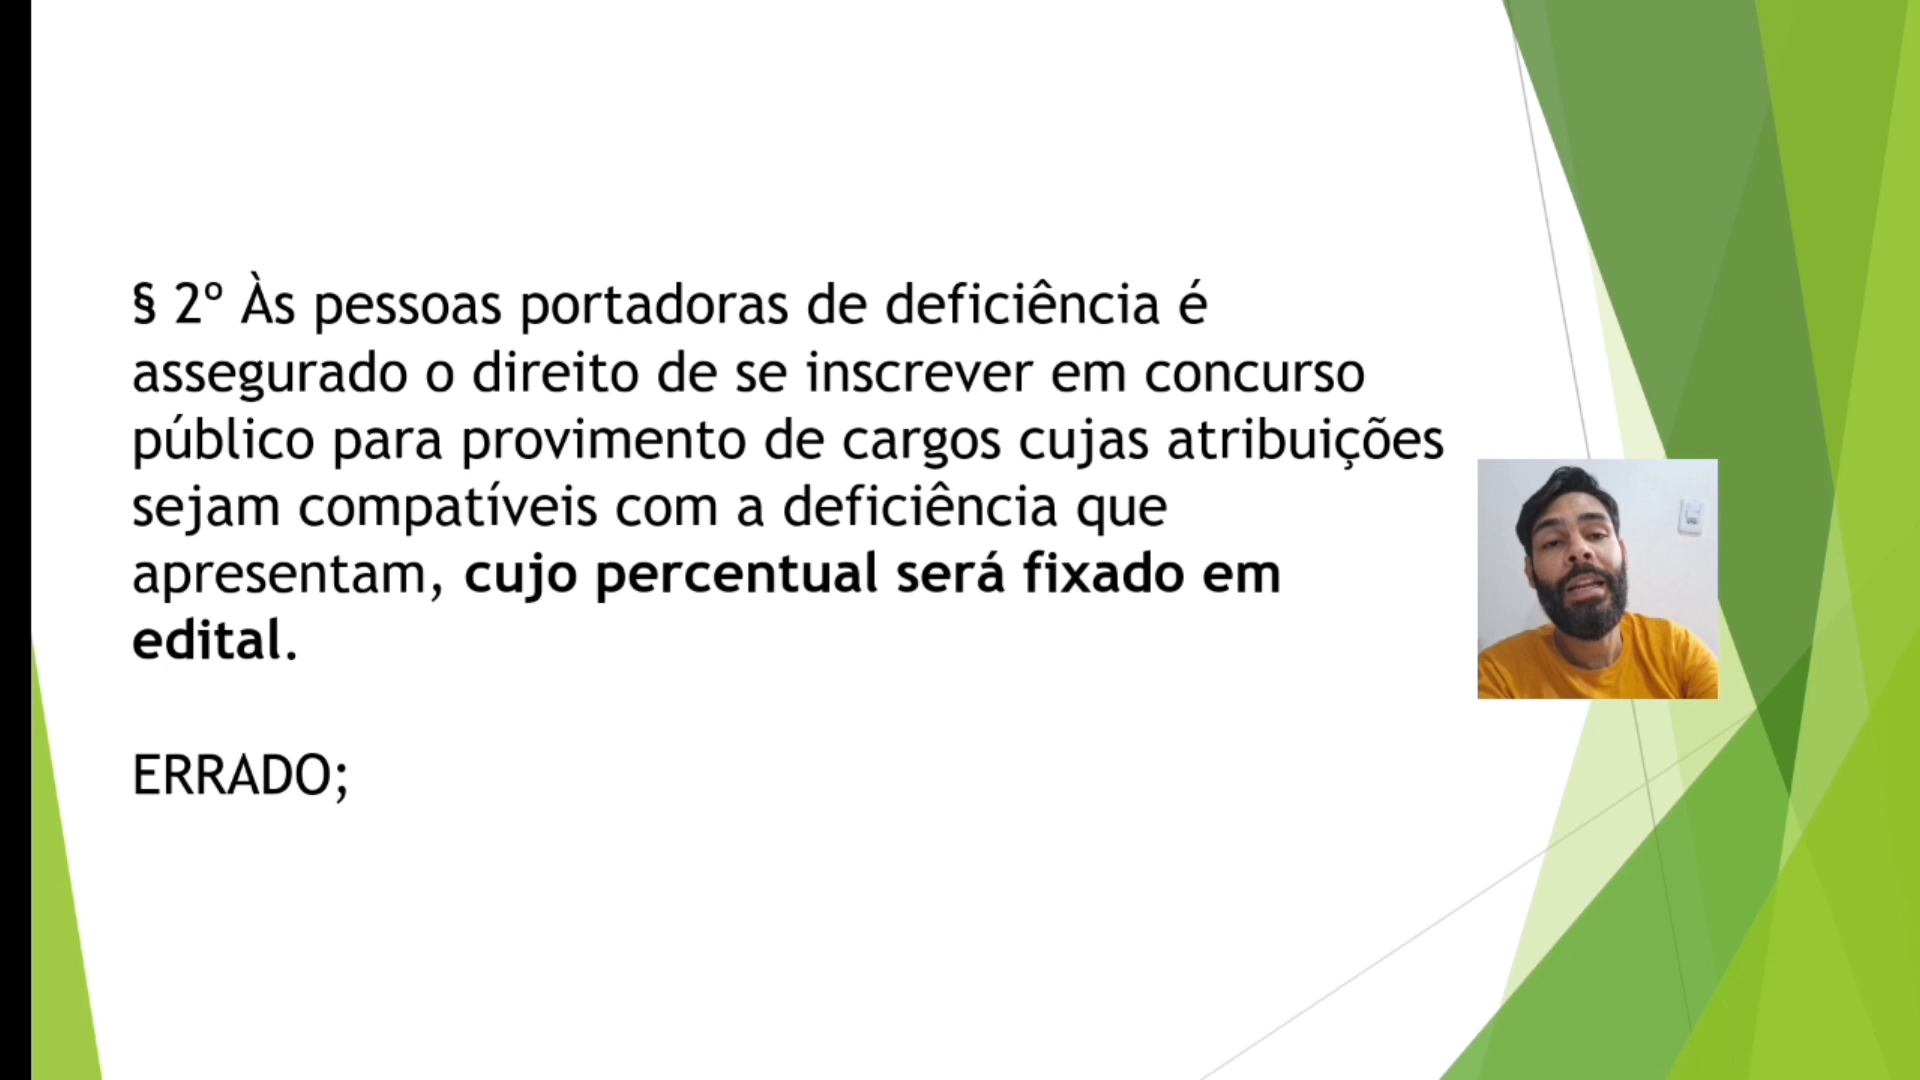 § 2º Às pessoas portadoras de deficiência é
assegurado o direito de se inscrever em concurso
público para provimento de cargos cujas atribuições
sejam compatíveis com a deficiência que
apresentam, cujo percentual será fixado em
edital.
ERRADO;